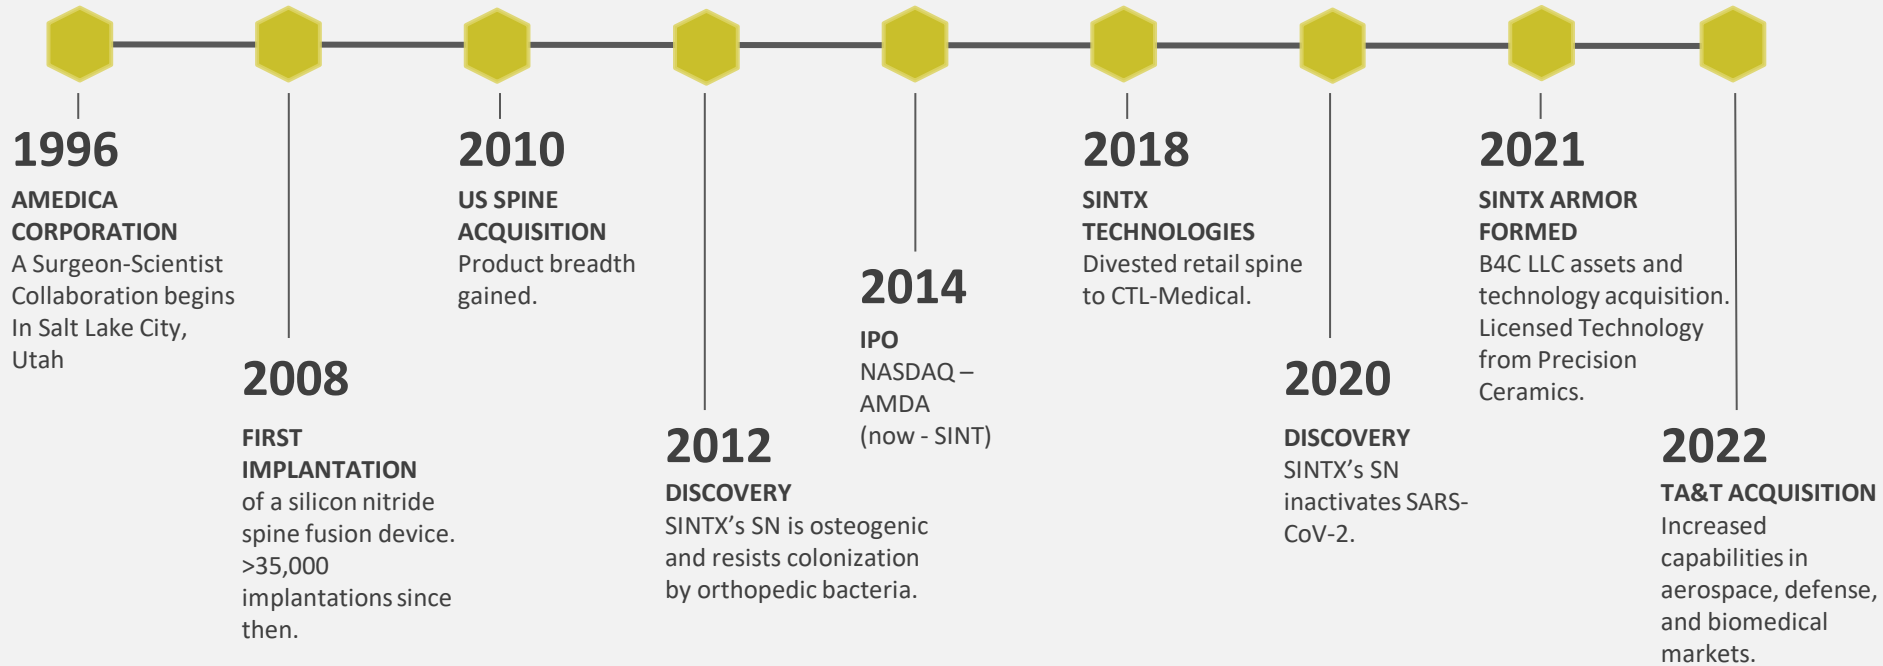 1996
AMEDICA
CORPORATION
A Surgeon-Scientist
Collaboration begins
In Salt Lake City,
Utah
2008
FIRST
IMPLANTATION
of a silicon nitride
spine fusion device.
>35,000
implantations since
then.
2010
US SPINE
ACQUISITION
Product breadth
gained.
2012
DISCOVERY
SINTX’s SN is osteogenic
and resists colonization
by orthopedic bacteria.
2014
IPO
NASDAQ –
AMDA
(now - SINT)
2018
SINTX
TECHNOLOGIES
Divested retail spine
to CTL-Medical.
2020
DISCOVERY
SINTX’s SN
inactivates SARS-
CoV-2.
2021
SINTX ARMOR
FORMED
B4C LLC assets and
technology acquisition.
Licensed Technology
from Precision
Ceramics.
2022
TA&T ACQUISITION
Increased
capabilities in
aerospace, defense,
and biomedical
markets.